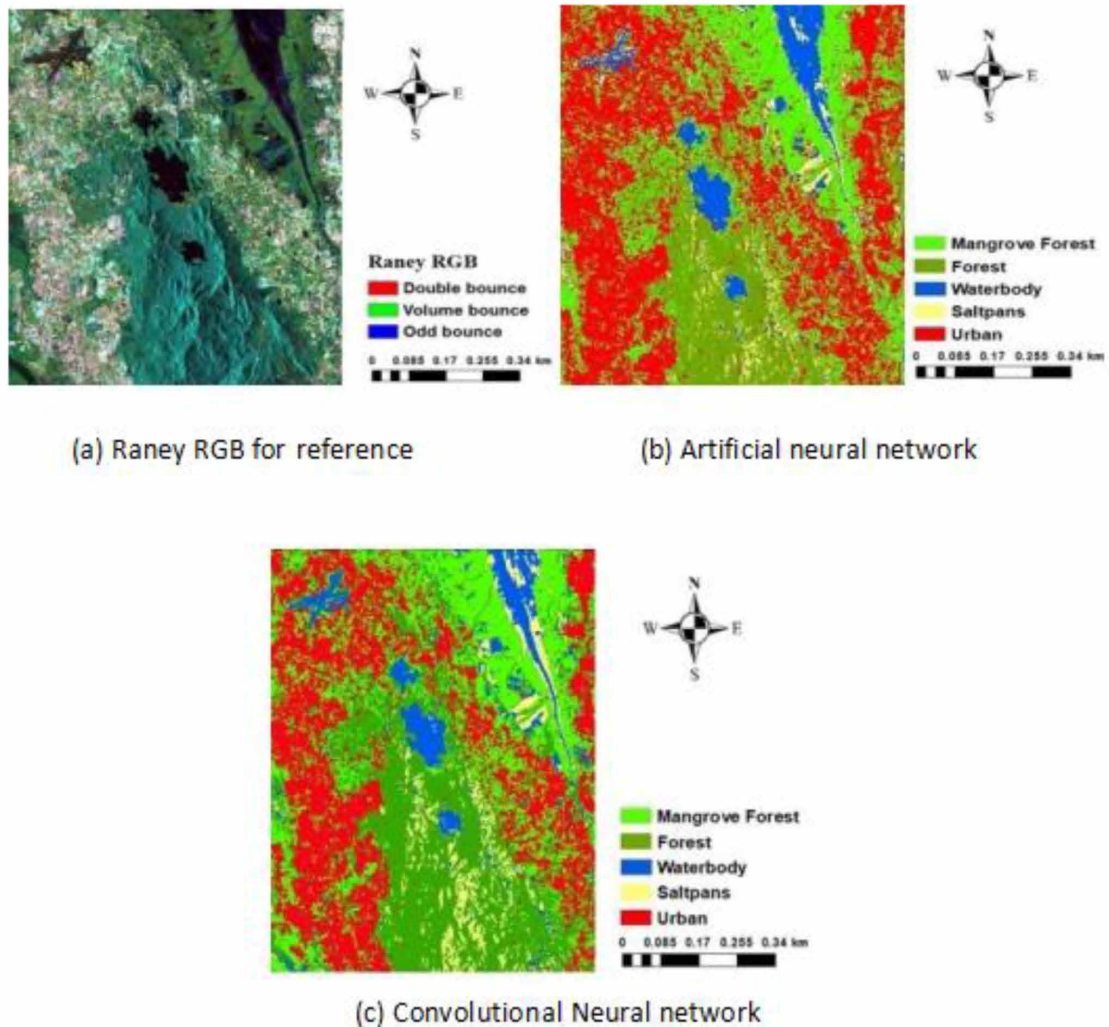 N
W E
S
Raney RGB
Double bounce
Volume bounce
Odd bounce
0 0.085 0.17 0.255 0.34 km
(a) Raney RGB for reference
N
W E
S
Mangrove Forest
Forest
Waterbody
Saltpans
Urban
0 0.085 0.17 0.255 0.34 km
(b) Artificial neural network
N
W E
S
Mangrove Forest
Forest
Waterbody
Saltpans
Urban
0 0.085 0.17 0.255 0.34 km
(c) Convolutional Neural network